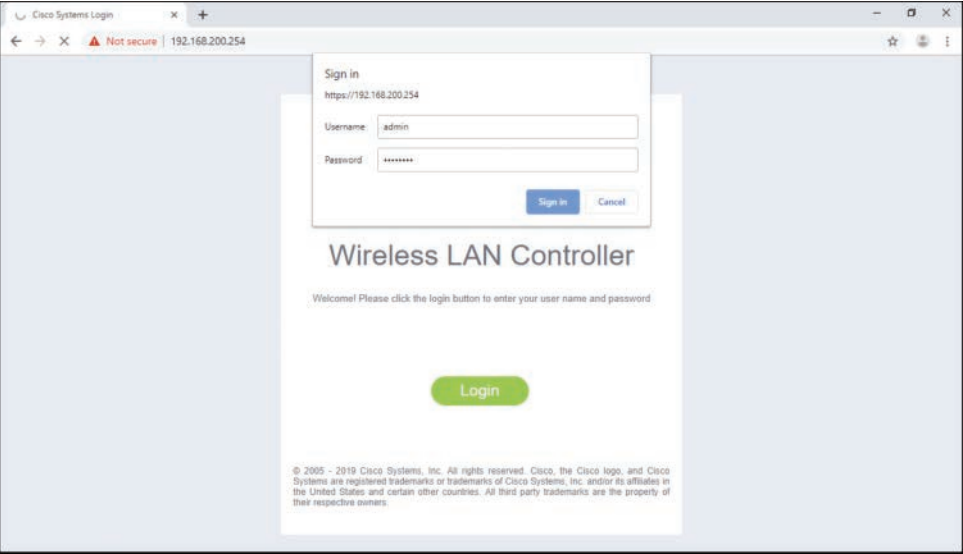 Cisco Systems Login
Not secure | 192.168.200.254
Sign in
https://192.168.200.254
Username admin
Password ••••••••
Sign in Cancel
Wireless LAN Controller
Welcome! Please click the login button to enter your user name and password
Login
© 2005 - 2019 Cisco Systems, Inc. All rights reserved. Cisco, the Cisco logo, and Cisco
Systems are registered trademarks or trademarks of Cisco Systems, Inc. and/or its affiliates in
the United States and certain other countries. All third party trademarks are the property of
their respective owners.